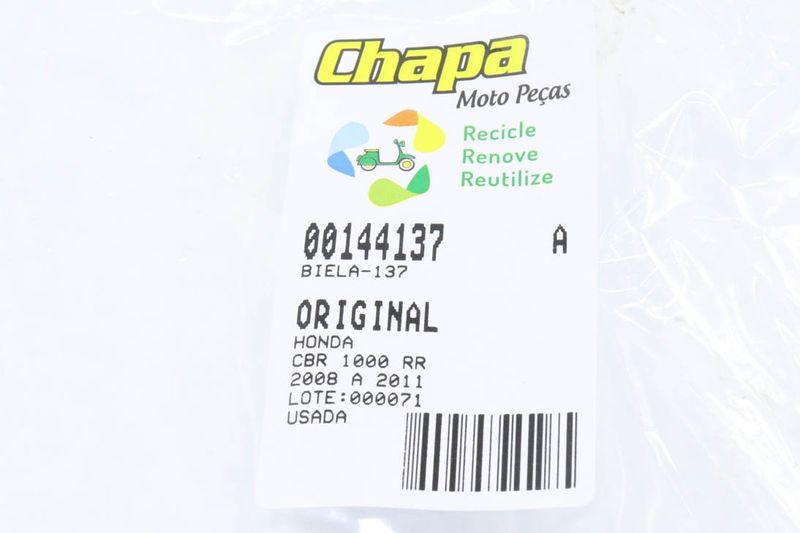 Chapa
Moto Peças
Recicle
Renove
Reutilize
00144137 A
BIELA-137
ORIGINAL
HONDA
CBR 1000 RR
2008 A 2011
LOTE:000071
USADA